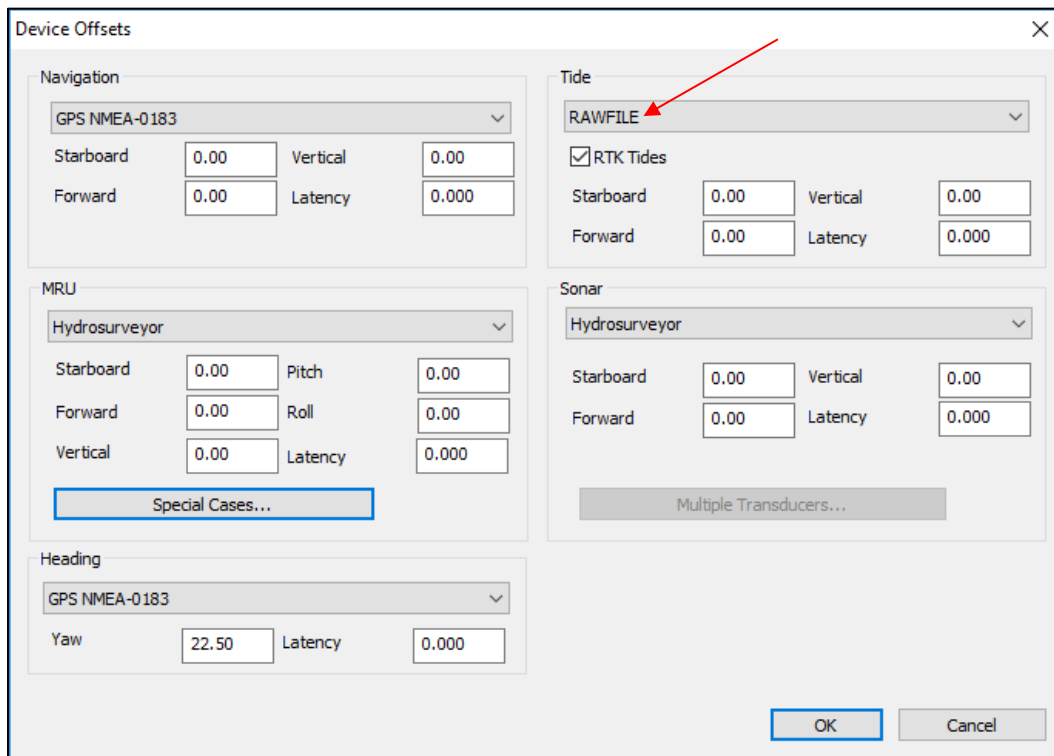 Device Offsets
Navigation
GPS NMEA-0183
Starboard 0.00 Vertical 0.00
Forward 0.00 Latency 0.000
Tide
RAWFILE
RTK Tides
Starboard 0.00 Vertical 0.00
Forward 0.00 Latency 0.000
MRU
Hydrosurveyor
Starboard 0.00 Pitch 0.00
Forward 0.00 Roll 0.00
Vertical 0.00 Latency 0.000
Special Cases...
Sonar
Hydrosurveyor
Starboard 0.00 Vertical 0.00
Forward 0.00 Latency 0.000
Multiple Transducers...
Heading
GPS NMEA-0183
Yaw 22.50 Latency 0.000
OK Cancel